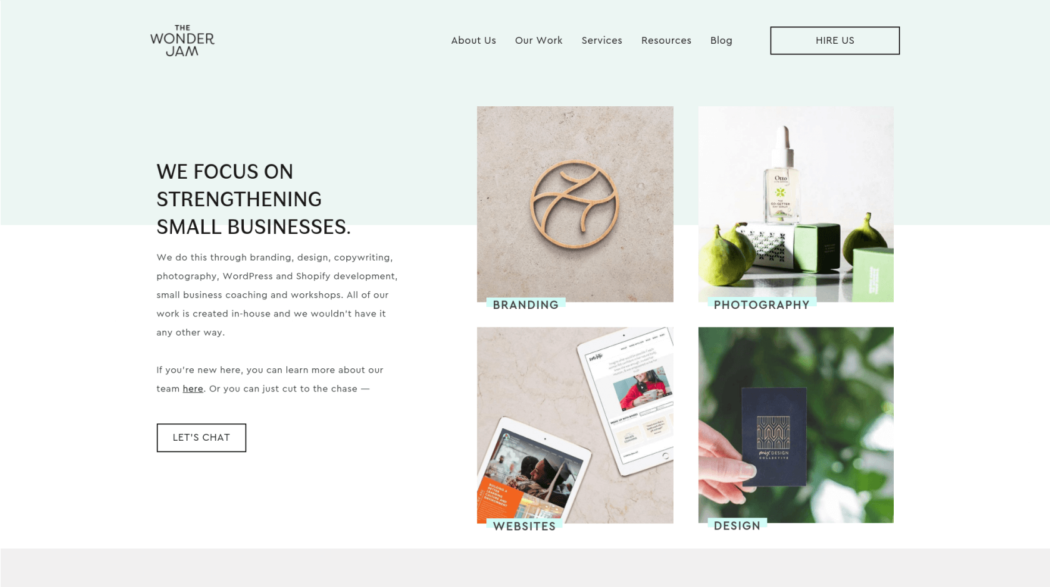 THE
WONDER
JAM
About Us Our Work Services Resources Blog HIRE US
WE FOCUS ON
STRENGTHENING
SMALL BUSINESSES.
We do this through branding, design, copywriting,
photography, WordPress and Shopify development,
small business coaching and workshops. All of our
work is created in-house and we wouldn't have it
any other way.
If you're new here, you can learn more about our
team here. Or you can just cut to the chase —
LET'S CHAT
BRANDING
PHOTOGRAPHY
WEBSITES
DESIGN